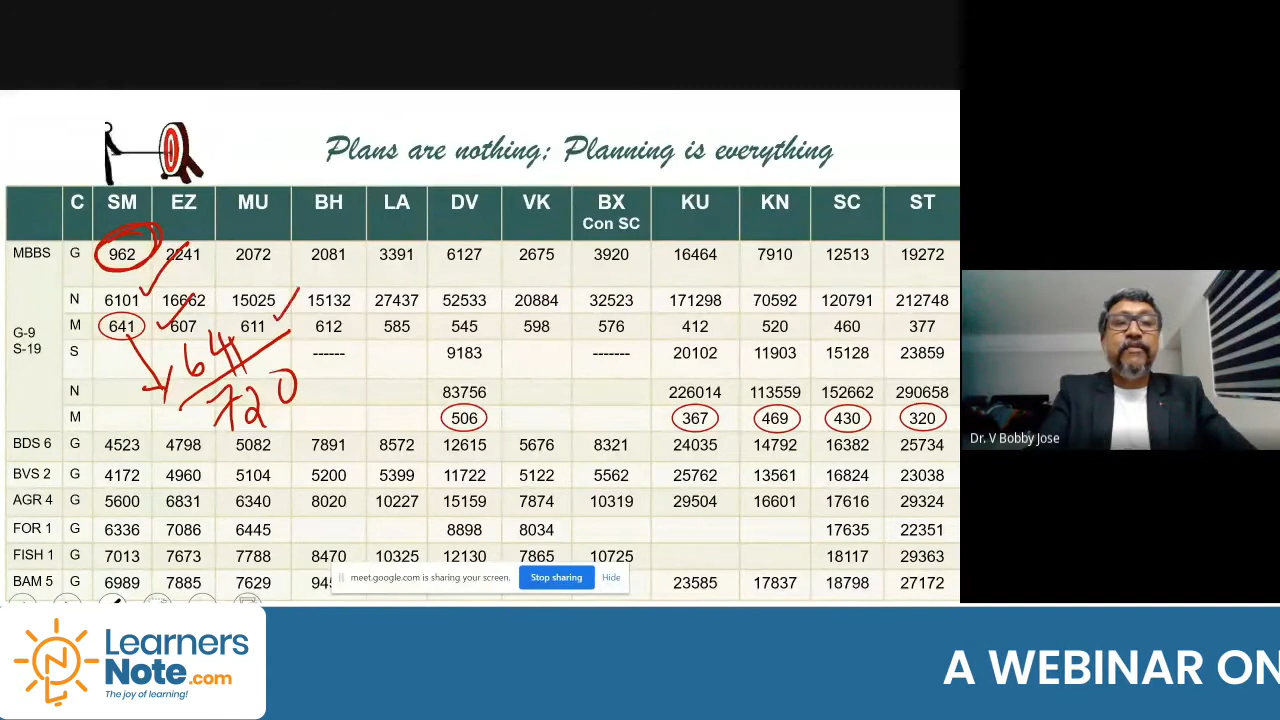 Plans are nothing; Planning is everything
C SM EZ MU BH LA DV VK BX KU KN SC ST
Con SC
MBBS G 962 2241 2072 2081 3391 6127 2675 3920 16464 7910 12513 19272
N 6101 16662 15025 15132 27437 52533 20884 32523 171298 70592 120791 212748
G-9 M 641 607 611 612 585 545 598 576 412 520 460 377
S-19 S ------ 9183 ------- 20102 11903 15128 23859
641
720
N 83756 226014 113559 152662 290658
M 506 367 469 430 320
BDS 6 G 4523 4798 5082 7891 8572 12615 5676 8321 24035 14792 16382 25734
BVS 2 G 4172 4960 5104 5200 5399 11722 5122 5562 25762 13561 16824 23038
AGR 4 G 5600 6831 6340 8020 10227 15159 7874 10319 29504 16601 17616 29324
FOR 1 G 6336 7086 6445 8898 8034 17635 22351
FISH 1 G 7013 7673 7788 8470 10325 12130 7865 10725 18117 29363
BAM 5 G 6989 7885 7629 23585 17837 18798 27172
meet.google.com is sharing your screen. Stop sharing Hide
Dr. V Bobby Jose
Learners
Note.com
The joy of learning!
A WEBINAR ON